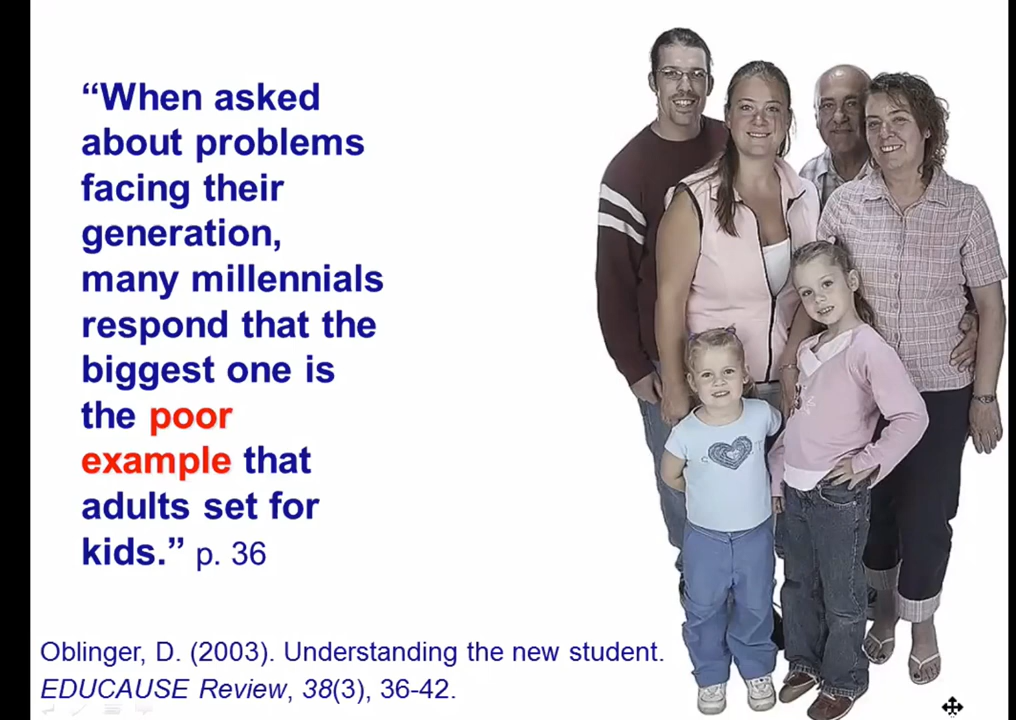 “When asked
about problems
facing their
generation,
many millennials
respond that the
biggest one is
the poor
example that
adults set for
kids.” p. 36
Oblinger, D. (2003). Understanding the new student.
EDUCAUSE Review, 38(3), 36-42.